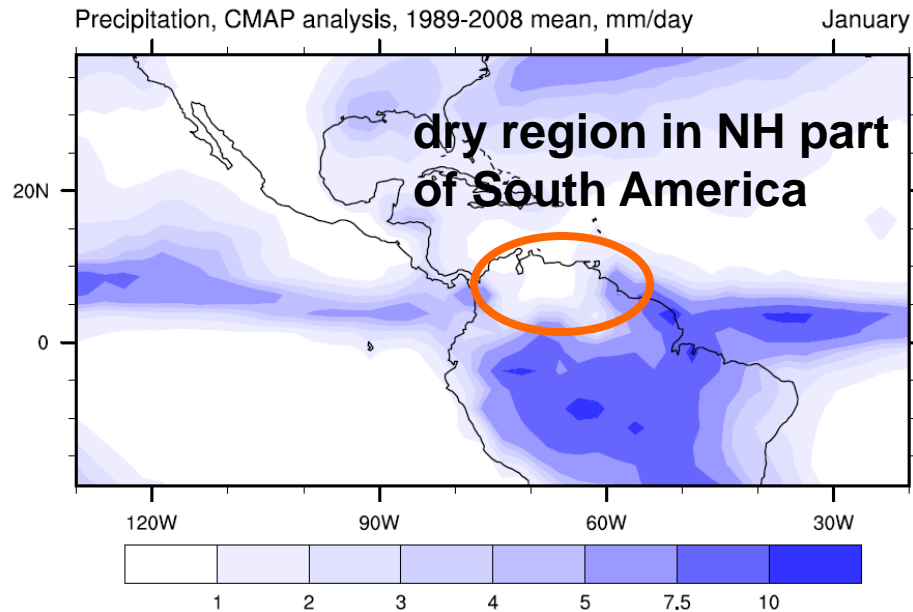 Precipitation, CMAP analysis, 1989-2008 mean, mm/day January
dry region in NH part
of South America
20N
0
120W 90W 60W 30W
1 2 3 4 5 7.5 10